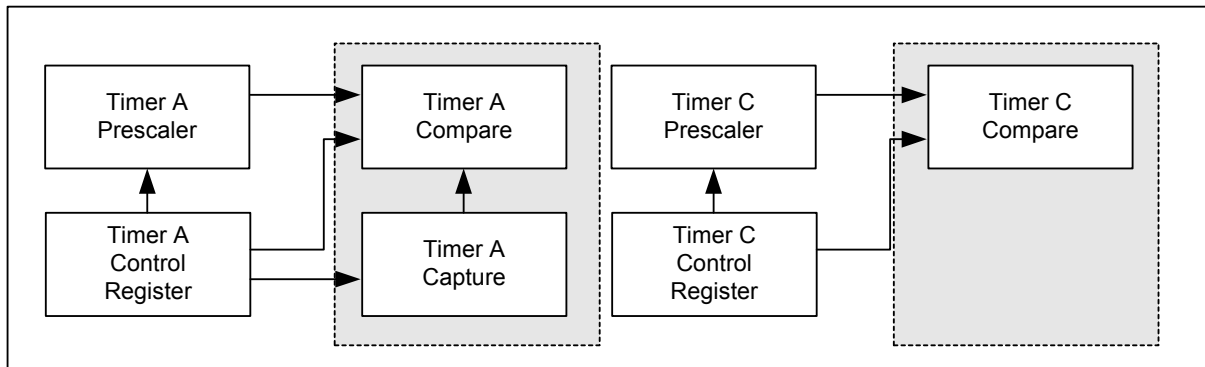 Timer A
Prescaler
Timer A
Compare
Timer C
Prescaler
Timer C
Compare
Timer A
Control
Register
Timer A
Capture
Timer C
Control
Register